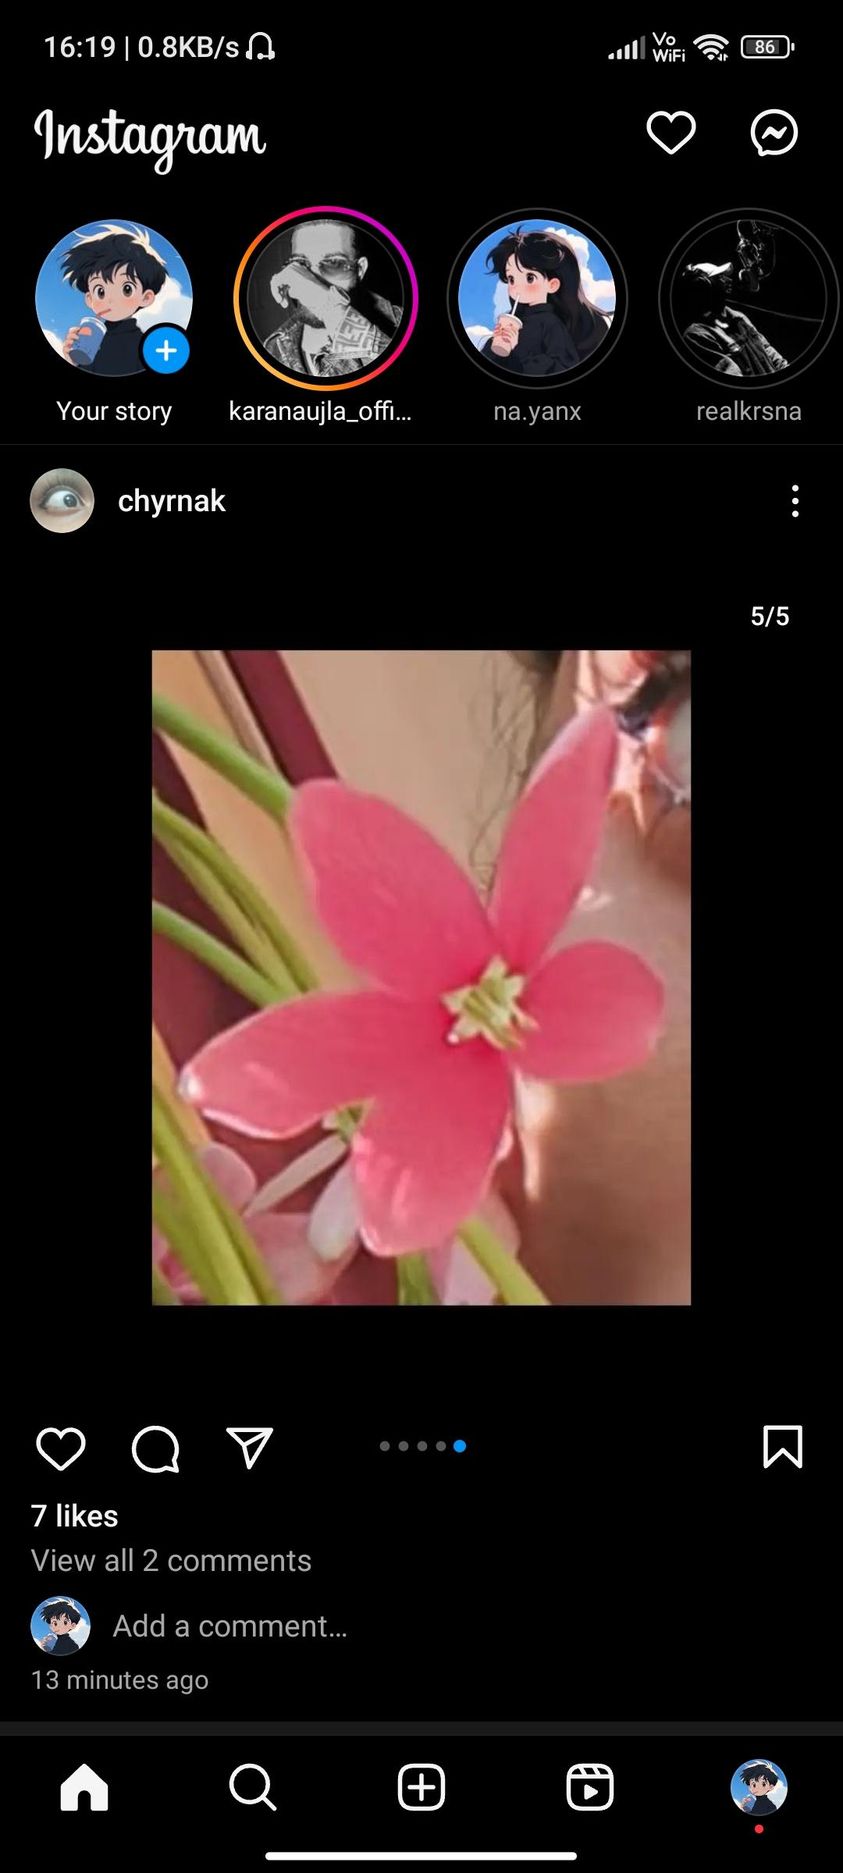 16:19 | 0.8KB/s
Vo
WiFi
86
Instagram
Your story
karanaujla_offi...
na.yanx
realkrsna
chyrnak
5/5
7 likes
View all 2 comments
Add a comment...
13 minutes ago